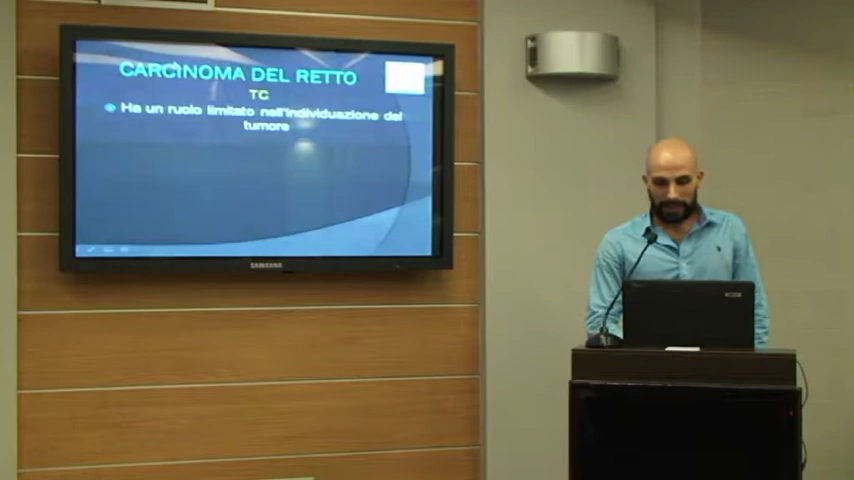 CARCINOMA DEL RETTO
TC
Ha un ruolo limitato nell'individuazione del
tumore
SAMSUNG